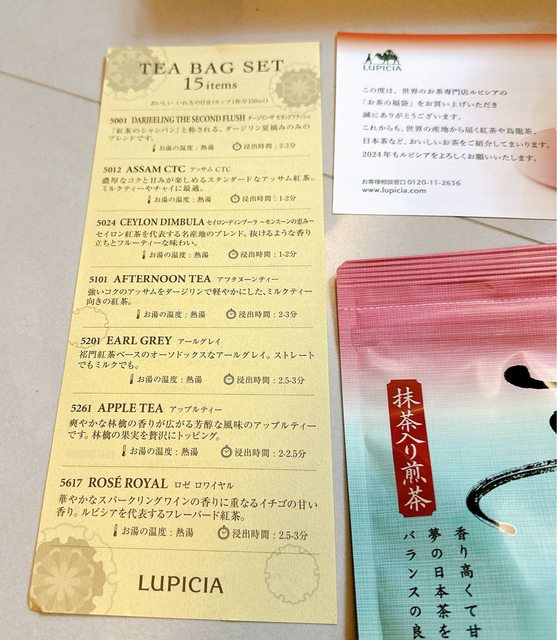 TEA BAG SET
15 items
おいしい いれ方の目安(カップ1杯分150ml)
5001 DARJEELING THE SECOND FLUSH ダージリン・ザ セカンドフラッシュ
「紅茶のシャンパン」と称される、ダージリン夏摘みのみの
ブレンドです。
お湯の温度:熱湯 浸出時間:2-3分
5012 ASSAM CTC アッサム CTC
濃厚なコクと甘みが楽しめるスタンダードなアッサム紅茶。
ミルクティーやチャイに最適。
お湯の温度:熱湯 浸出時間:1-2分
5024 CEYLON DIMBULA セイロン・ディンブーラ 〜モンスーンの恵み〜
セイロン紅茶を代表する名産地のブレンド。抜けるような香り
立ちとフルーティーな味わい。
お湯の温度:熱湯 浸出時間:1-2分
5101 AFTERNOON TEA アフタヌーンティー
強いコクのアッサムをダージリンで軽やかにした、ミルクティー
向きの紅茶。
お湯の温度:熱湯 浸出時間:2-3分
5201 EARL GREY アールグレイ
祁門紅茶ベースのオーソドックスなアールグレイ。ストレート
でもミルクでも。
お湯の温度:熱湯 浸出時間:2.5-3分
5261 APPLE TEA アップルティー
爽やかな林檎の香りが広がる芳醇な風味のアップルティー
です。林檎の果実を贅沢にトッピング。
お湯の温度:熱湯 浸出時間:2-2.5分
5617 ROSÉ ROYAL ロゼ ロワイヤル
華やかなスパークリングワインの香りに重なるイチゴの甘い
香り。ルピシアを代表するフレーバード紅茶。
お湯の温度:熱湯 浸出時間:2.5-3分
LUPICIA
LUPICIA
この度は、世界のお茶専門店ルピシアの
「お茶の福袋」をお買い上げいただき
誠にありがとうございます。
これからも、世界の産地から届く紅茶や烏龍茶、
日本茶など、おいしいお茶をご紹介してまいります。
2024年もルピシアをよろしくお願いいたします。
お客様相談窓口 0120-11-2636
www.lupicia.com
抹茶入り煎茶
香り高くて甘
夢の日本茶を
バランスの良